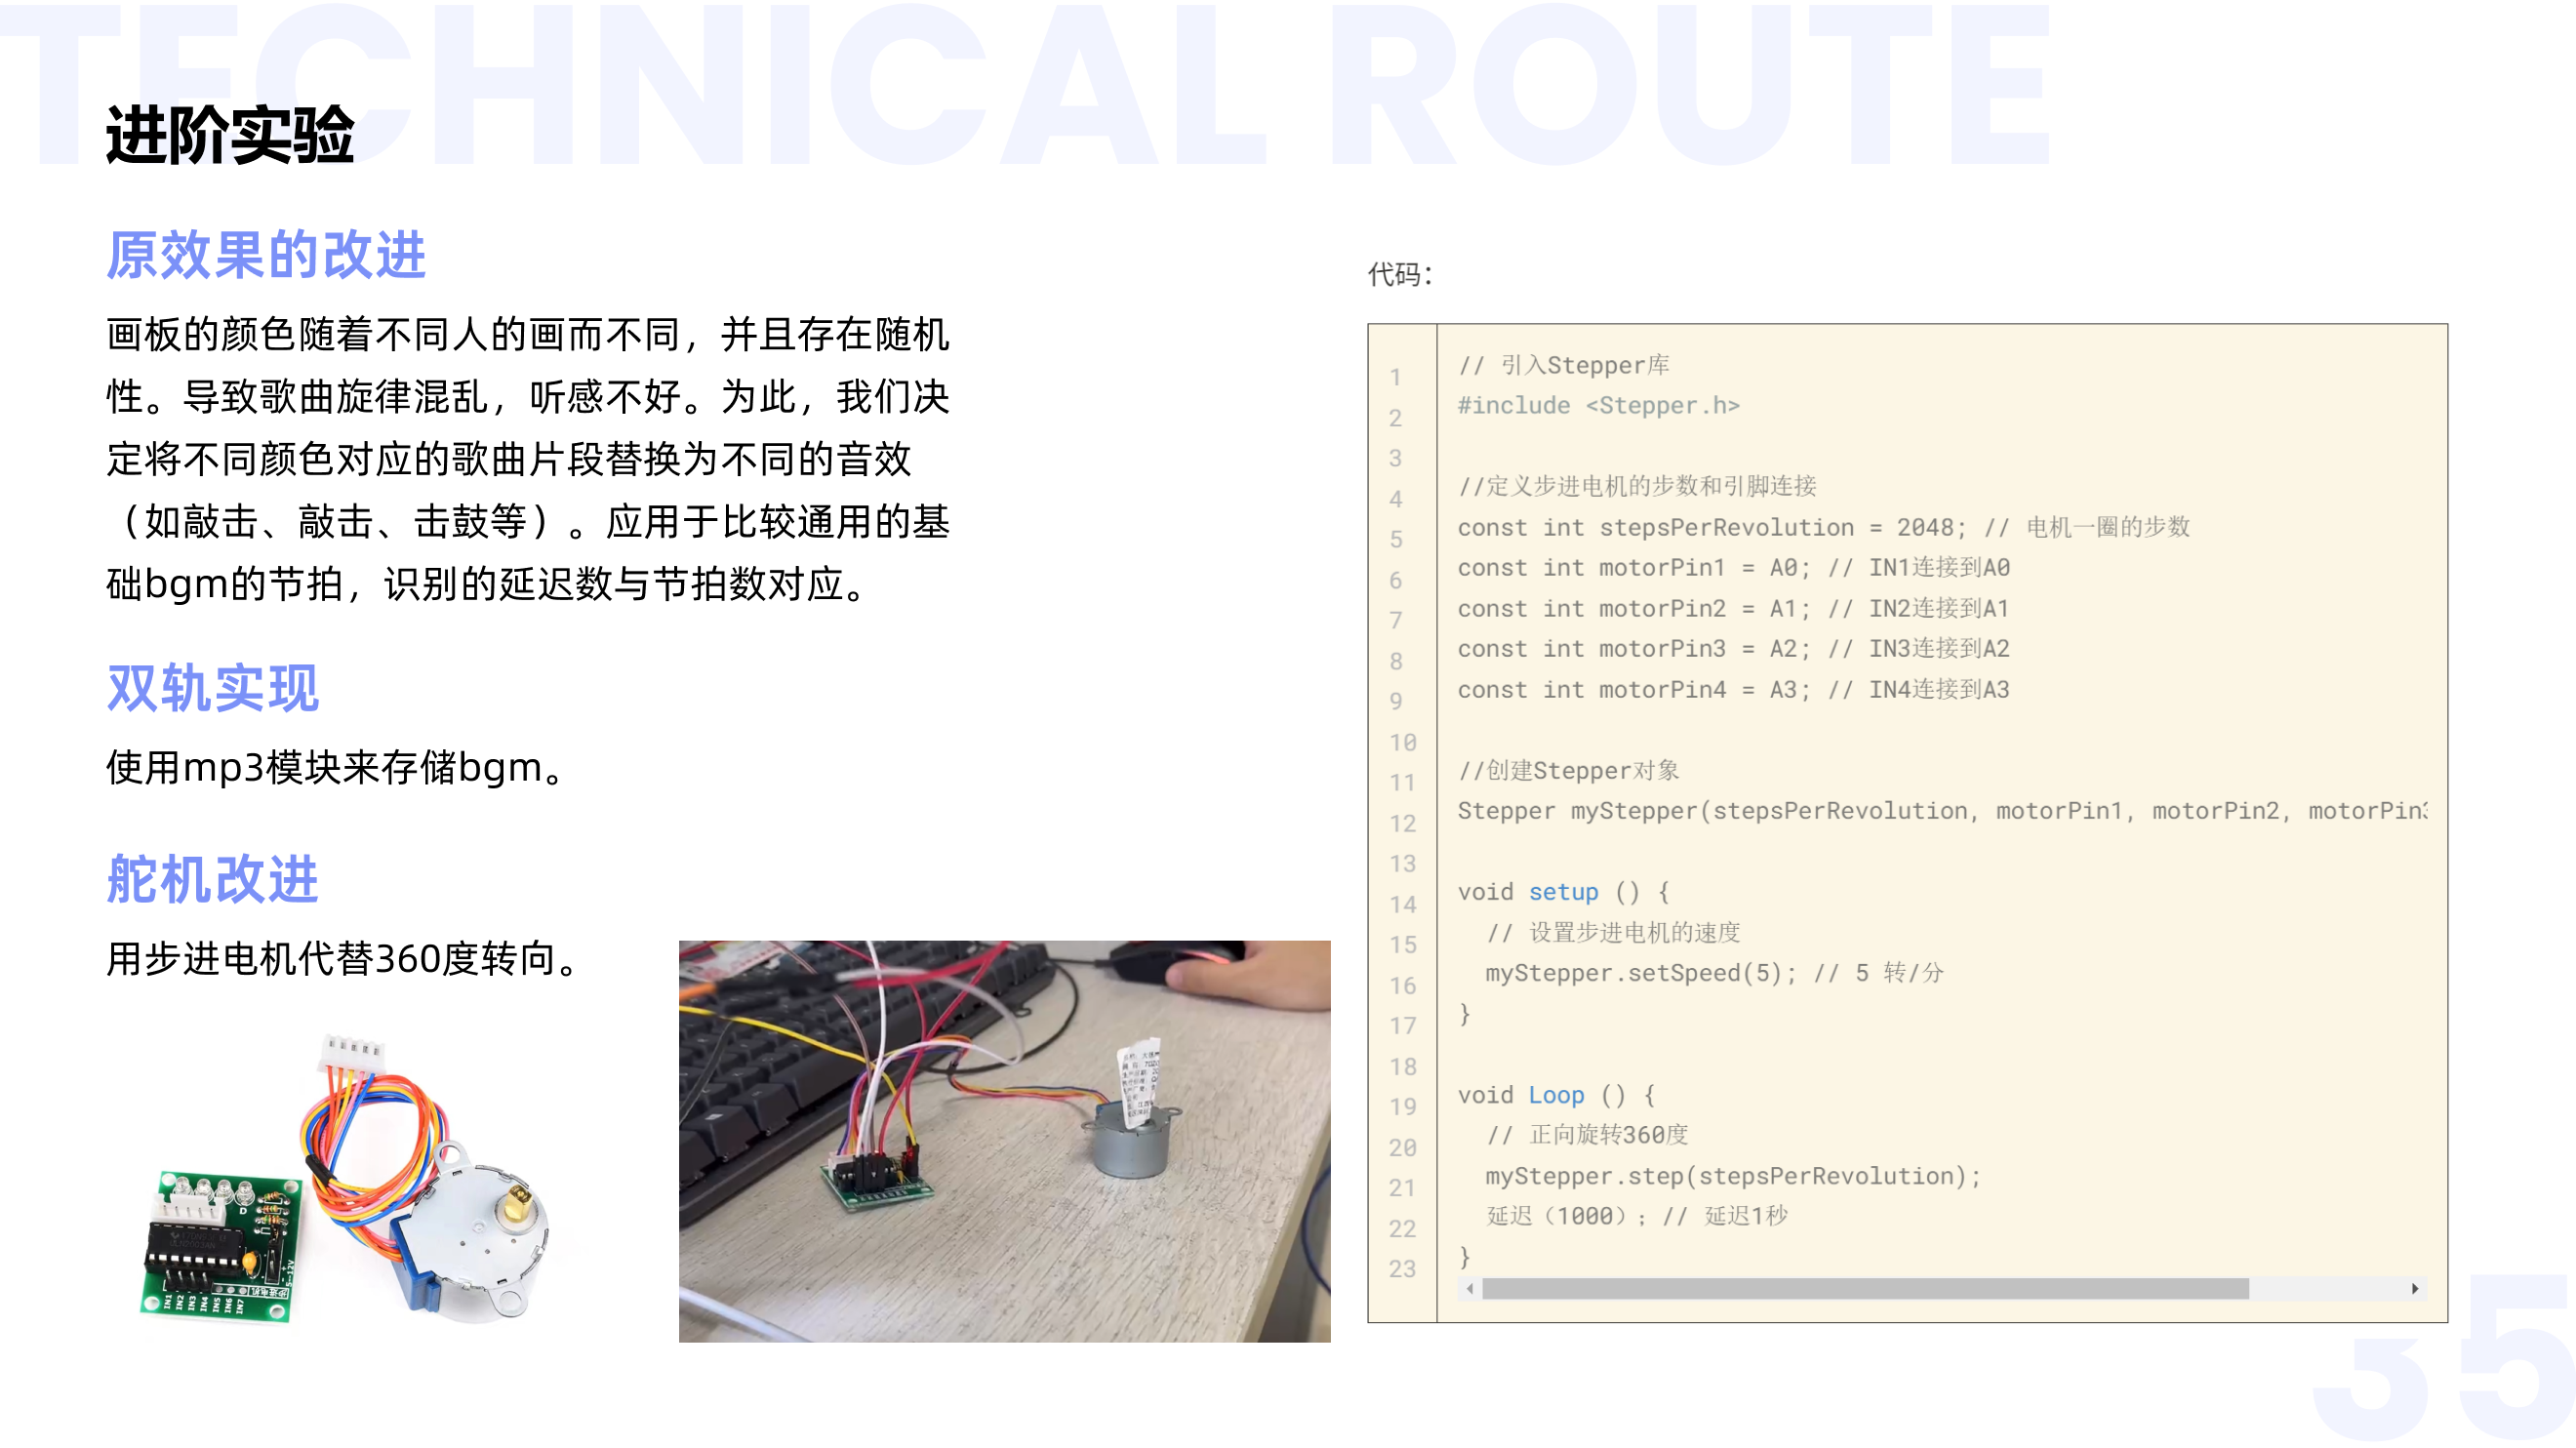 TECHNICAL ROUTE
进阶实验
原效果的改进
画板的颜色随着不同人的画而不同，并且存在随机
性。导致歌曲旋律混乱，听感不好。为此，我们决
定将不同颜色对应的歌曲片段替换为不同的音效
（如敲击、敲击、击鼓等）。应用于比较通用的基
础bgm的节拍，识别的延迟数与节拍数对应。
双轨实现
使用mp3模块来存储bgm。
舵机改进
用步进电机代替360度转向。
IN1 IN2 IN3 IN4 IN5 IN6 IN7
5-12V
代码：
1 // 引入Stepper库
2 #include <Stepper.h>
3
4 //定义步进电机的步数和引脚连接
5 const int stepsPerRevolution = 2048; // 电机一圈的步数
6 const int motorPin1 = A0; // IN1连接到A0
7 const int motorPin2 = A1; // IN2连接到A1
8 const int motorPin3 = A2; // IN3连接到A2
9 const int motorPin4 = A3; // IN4连接到A3
10
11 //创建Stepper对象
12 Stepper myStepper(stepsPerRevolution, motorPin1, motorPin2, motorPin3
13
14 void setup () {
15 // 设置步进电机的速度
16 myStepper.setSpeed(5); // 5 转/分
17 }
18
19 void Loop () {
20 // 正向旋转360度
21 myStepper.step(stepsPerRevolution);
22 延迟（1000）; // 延迟1秒
23 }
35